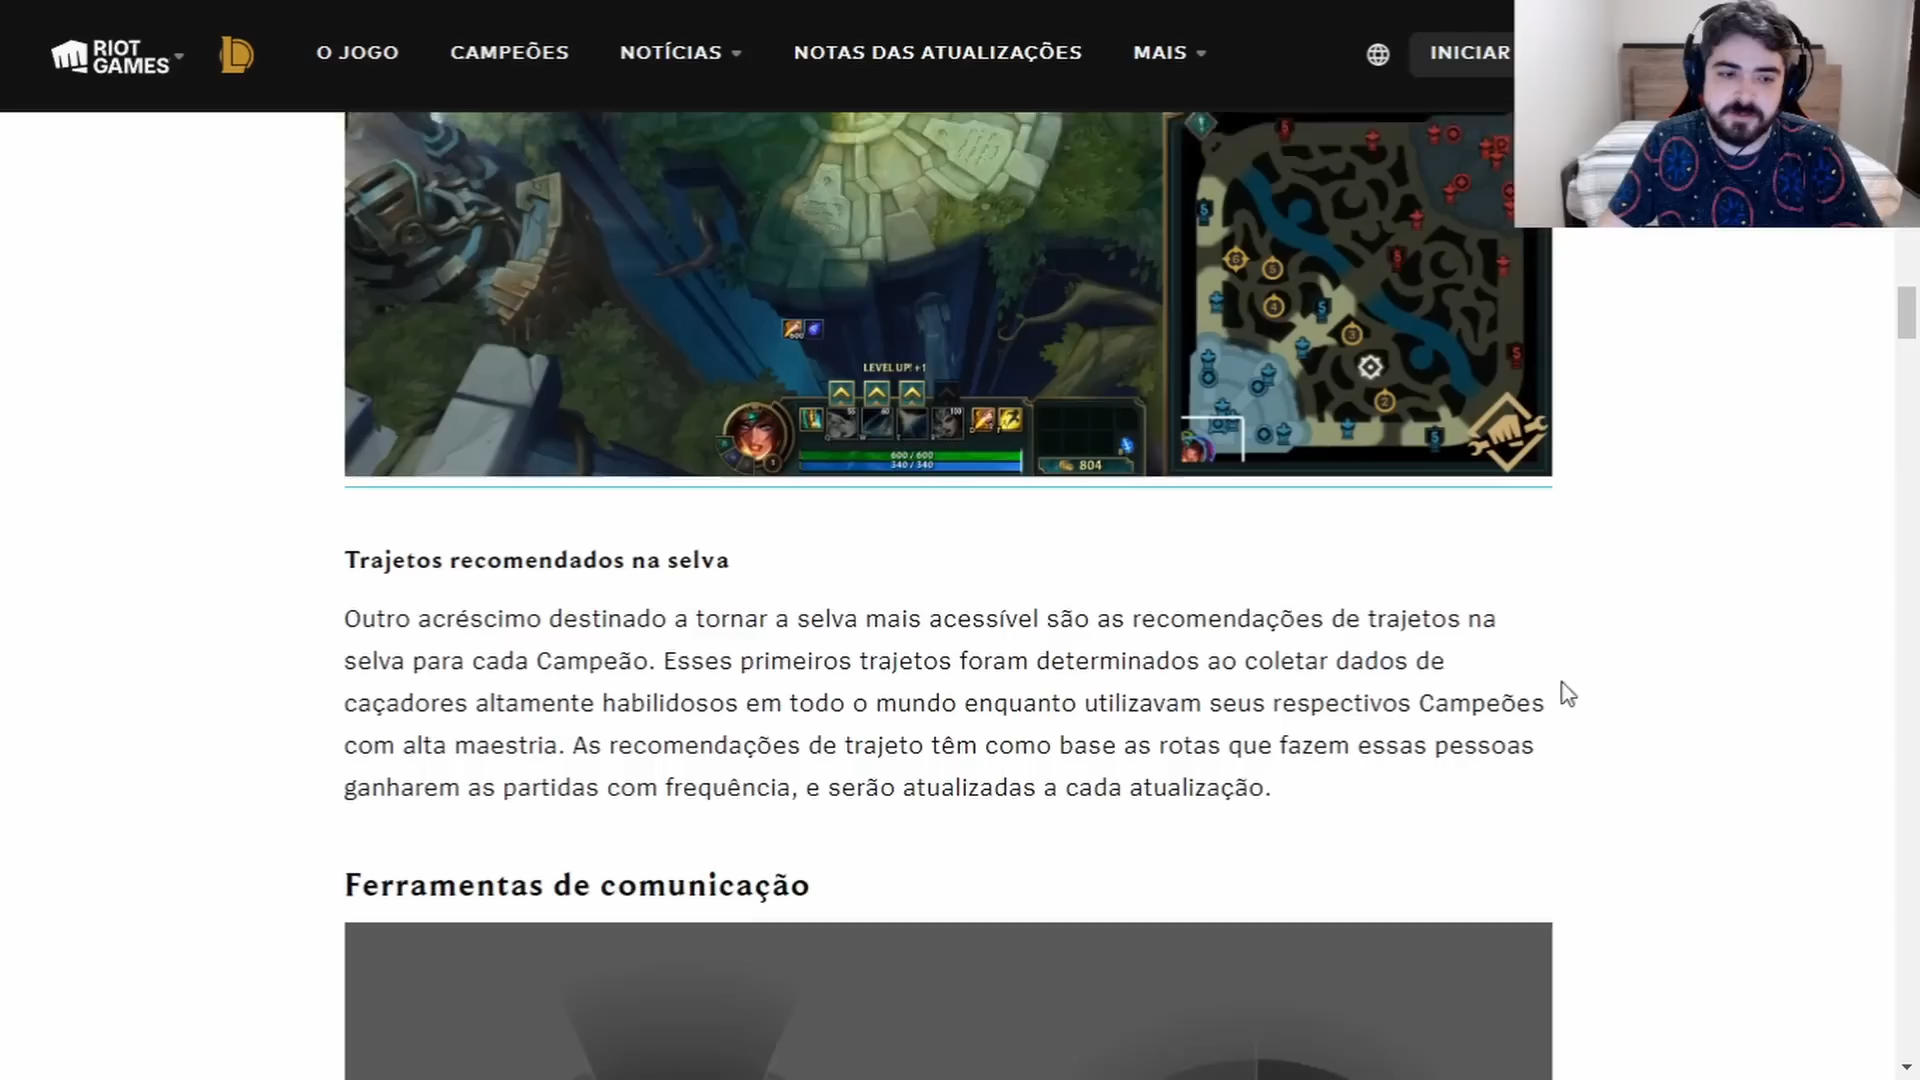 RIOT GAMES
O JOGO
CAMPEÕES
NOTÍCIAS
NOTAS DAS ATUALIZAÇÕES
MAIS
INICIAR
LEVEL UP! +1
600 / 600
340 / 340
804
Trajetos recomendados na selva
Outro acréscimo destinado a tornar a selva mais acessível são as recomendações de trajetos na
selva para cada Campeão. Esses primeiros trajetos foram determinados ao coletar dados de
caçadores altamente habilidosos em todo o mundo enquanto utilizavam seus respectivos Campeões
com alta maestria. As recomendações de trajeto têm como base as rotas que fazem essas pessoas
ganharem as partidas com frequência, e serão atualizadas a cada atualização.
Ferramentas de comunicação